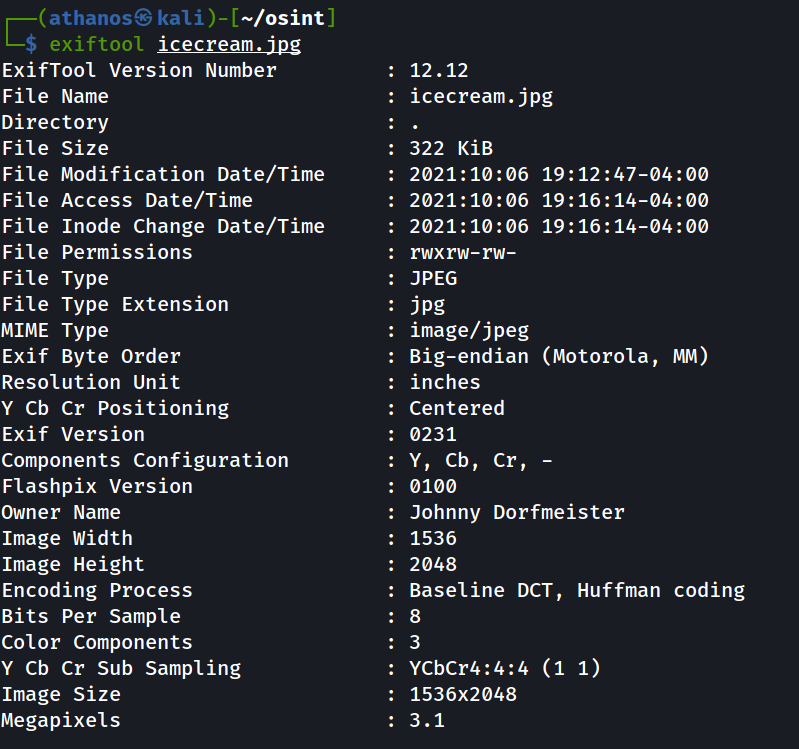 ┌──(athanos㉿kali)-[~/osint]
└─$ exiftool icecream.jpg
ExifTool Version Number         : 12.12
File Name                       : icecream.jpg
Directory                       : .
File Size                       : 322 KiB
File Modification Date/Time     : 2021:10:06 19:12:47-04:00
File Access Date/Time           : 2021:10:06 19:16:14-04:00
File Inode Change Date/Time     : 2021:10:06 19:16:14-04:00
File Permissions                : rwxrw-rw-
File Type                       : JPEG
File Type Extension             : jpg
MIME Type                       : image/jpeg
Exif Byte Order                 : Big-endian (Motorola, MM)
Resolution Unit                 : inches
Y Cb Cr Positioning             : Centered
Exif Version                    : 0231
Components Configuration        : Y, Cb, Cr, -
Flashpix Version                : 0100
Owner Name                      : Johnny Dorfmeister
Image Width                     : 1536
Image Height                    : 2048
Encoding Process                : Baseline DCT, Huffman coding
Bits Per Sample                 : 8
Color Components                : 3
Y Cb Cr Sub Sampling            : YCbCr4:4:4 (1 1)
Image Size                      : 1536x2048
Megapixels                      : 3.1